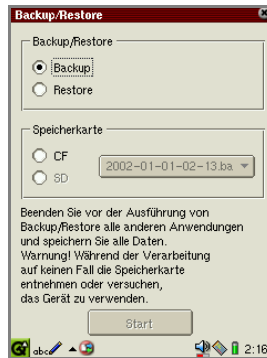 Backup/Restore
Backup/Restore
Backup
Restore
Speicherkarte
CF
2002-01-01-02-13.ba
SD
Beenden Sie vor der Ausführung von
Backup/Restore alle anderen Anwendungen
und speichern Sie alle Daten.
Warnung! Während der Verarbeitung
auf keinen Fall die Speicherkarte
entnehmen oder versuchen,
das Gerät zu verwenden.
Start
abc 2:16